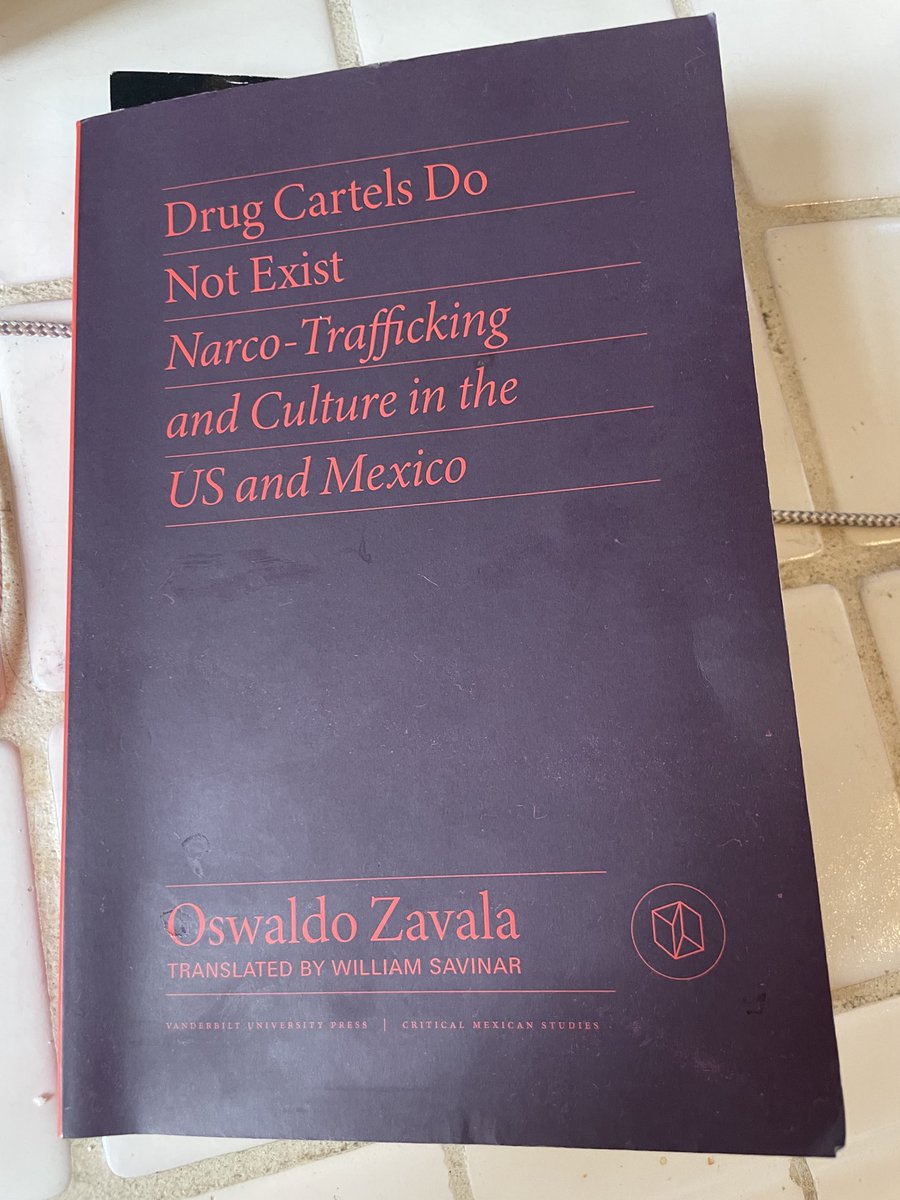 Drug Cartels Do
Not Exist
Narco-Trafficking
and Culture in the
US and Mexico
Oswaldo Zavala
TRANSLATED BY WILLIAM SAVINAR
VANDERBILT UNIVERSITY PRESS | CRITICAL MEXICAN STUDIES